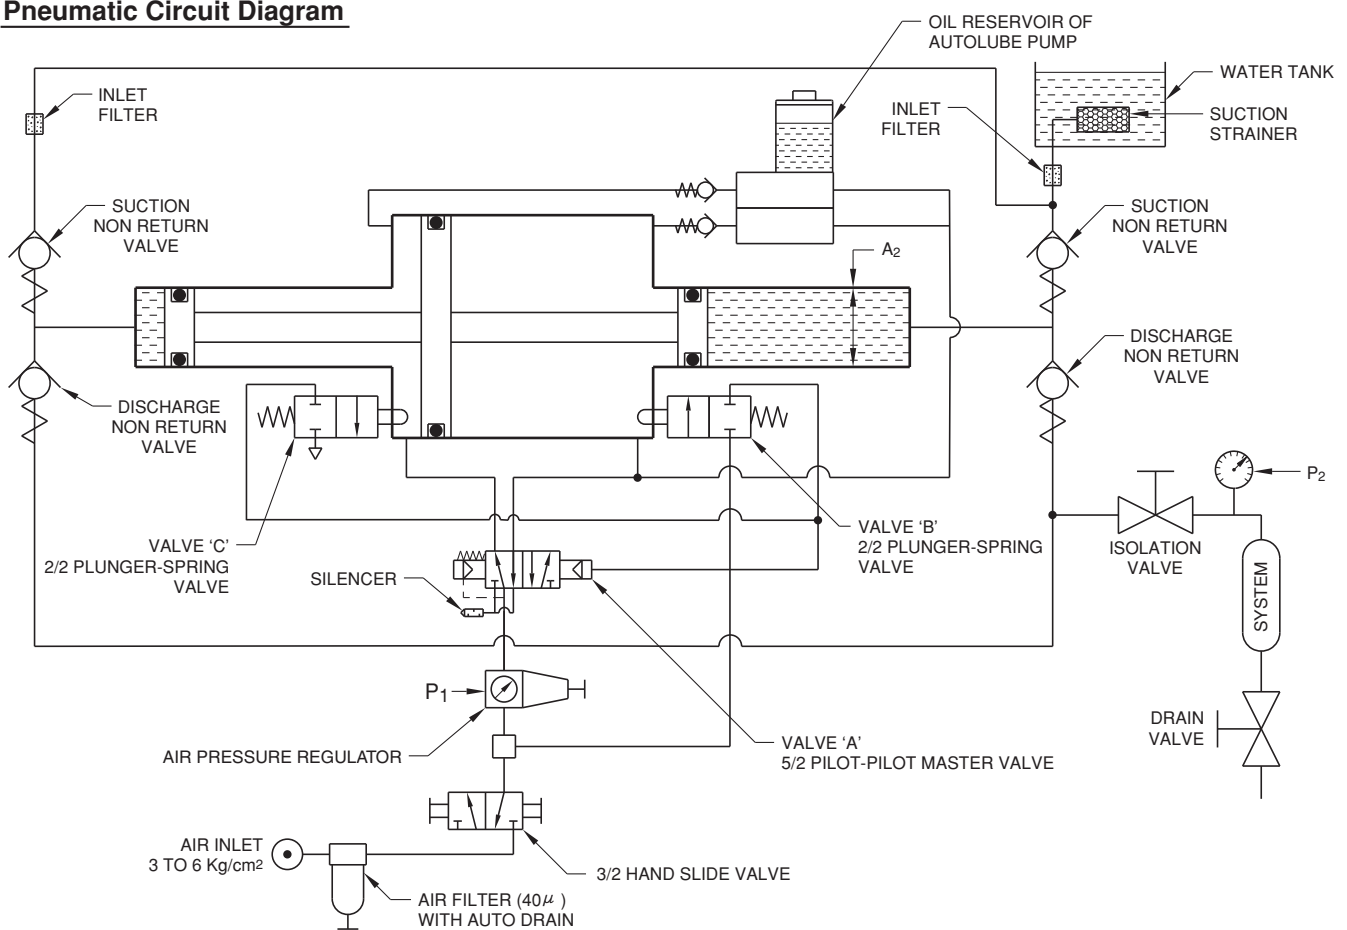 Pneumatic Circuit Diagram
OIL RESERVOIR OF
AUTOLUBE PUMP
WATER TANK
INLET
FILTER
INLET
FILTER
SUCTION
STRAINER
SUCTION
NON RETURN
VALVE
SUCTION
NON RETURN
VALVE
A2
DISCHARGE
NON RETURN
VALVE
DISCHARGE
NON RETURN
VALVE
P2
VALVE ‘C’
2/2 PLUNGER-SPRING
VALVE
VALVE ‘B’
2/2 PLUNGER-SPRING
VALVE
ISOLATION
VALVE
SILENCER
SYSTEM
P1
AIR PRESSURE REGULATOR
VALVE ‘A’
5/2 PILOT-PILOT MASTER VALVE
DRAIN
VALVE
AIR INLET
3 TO 6 Kg/cm2
3/2 HAND SLIDE VALVE
AIR FILTER (40μ )
WITH AUTO DRAIN